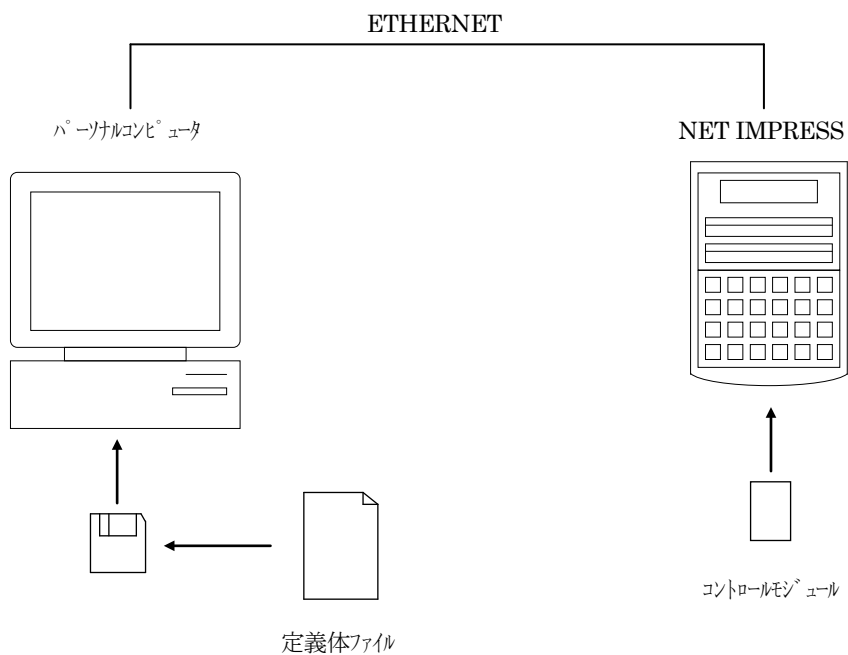 ETHERNET
ﾊﾟｰｿﾅﾙｺﾝﾋﾟｭｰﾀ
NET IMPRESS
ｺﾝﾄﾛｰﾙﾓｼﾞｭｰﾙ
定義体ﾌｧｲﾙ